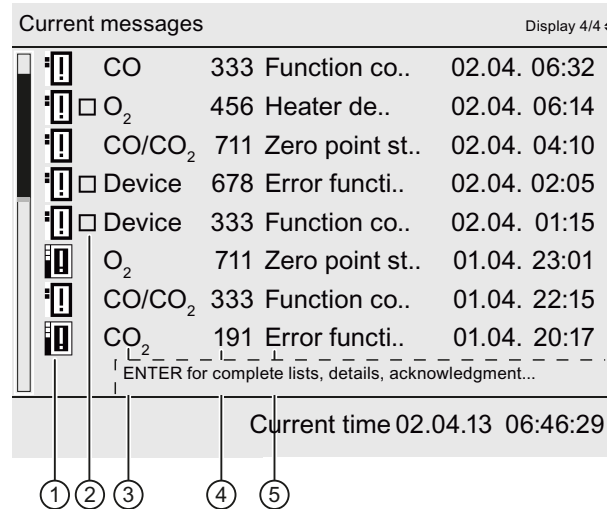 Current messages Display 4/4
CO 333 Function co.. 02.04. 06:32
O2 456 Heater de.. 02.04. 06:14
CO/CO2 711 Zero point st.. 02.04. 04:10
Device 678 Error functi.. 02.04. 02:05
Device 333 Function co.. 02.04. 01:15
O2 711 Zero point st.. 01.04. 23:01
CO/CO2 333 Function co.. 01.04. 22:15
CO2 191 Error functi.. 01.04. 20:17
ENTER for complete lists, details, acknowledgment...
Current time 02.04.13 06:46:29
1 2 3 4 5